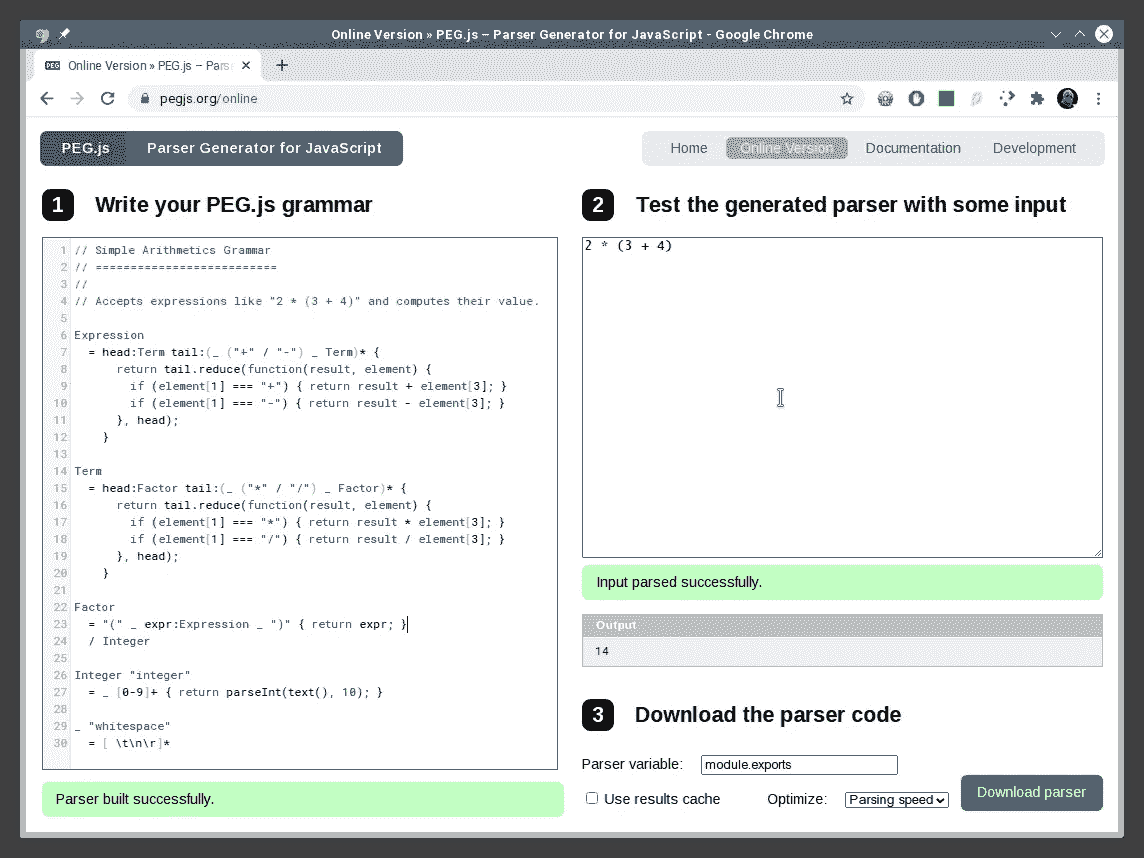 Online Version » PEG.js – Parser Generator for JavaScript - Google Chrome
PEG Online Version » PEG.js – Parse
pegjs.org/online
PEG.js Parser Generator for JavaScript
Home Online Version Documentation Development
1 Write your PEG.js grammar
1 // Simple Arithmetics Grammar
2 // ==========================
3 //
4 // Accepts expressions like "2 * (3 + 4)" and computes their value.
5
6 Expression
7   = head:Term tail:(_ ("+" / "-") _ Term)* {
8       return tail.reduce(function(result, element) {
9         if (element[1] === "+") { return result + element[3]; }
10         if (element[1] === "-") { return result - element[3]; }
11       }, head);
12     }
13
14 Term
15   = head:Factor tail:(_ ("*" / "/") _ Factor)* {
16       return tail.reduce(function(result, element) {
17         if (element[1] === "*") { return result * element[3]; }
18         if (element[1] === "/") { return result / element[3]; }
19       }, head);
20     }
21
22 Factor
23   = "(" _ expr:Expression _ ")" { return expr; }
24   / Integer
25
26 Integer "integer"
27   = _ [0-9]+ { return parseInt(text(), 10); }
28
29 _ "whitespace"
30   = [ \t\n\r]*
Parser built successfully.
2 Test the generated parser with some input
2 * (3 + 4)
Input parsed successfully.
Output
14
3 Download the parser code
Parser variable: module.exports
Use results cache Optimize: Parsing speed
Download parser